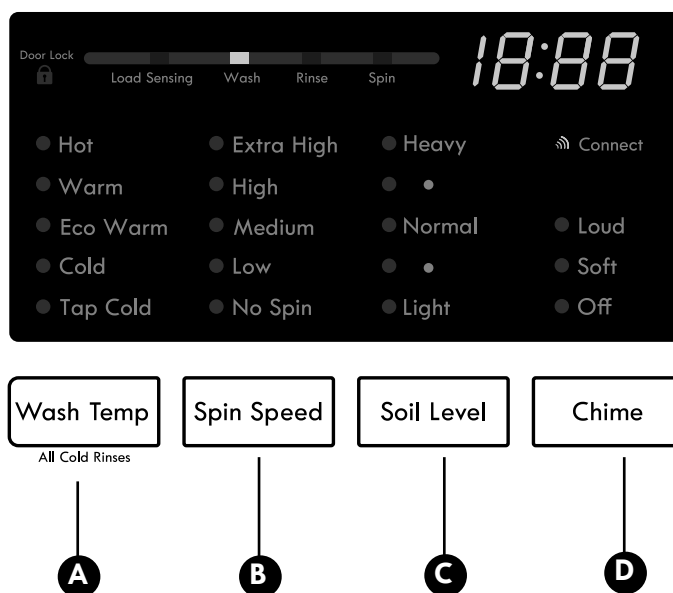 Door Lock
18:88
Load Sensing Wash Rinse Spin
Hot Extra High Heavy Connect
Warm High
Eco Warm Medium Normal Loud
Cold Low Soft
Tap Cold No Spin Light Off
Wash Temp Spin Speed Soil Level Chime
All Cold Rinses
A B C D